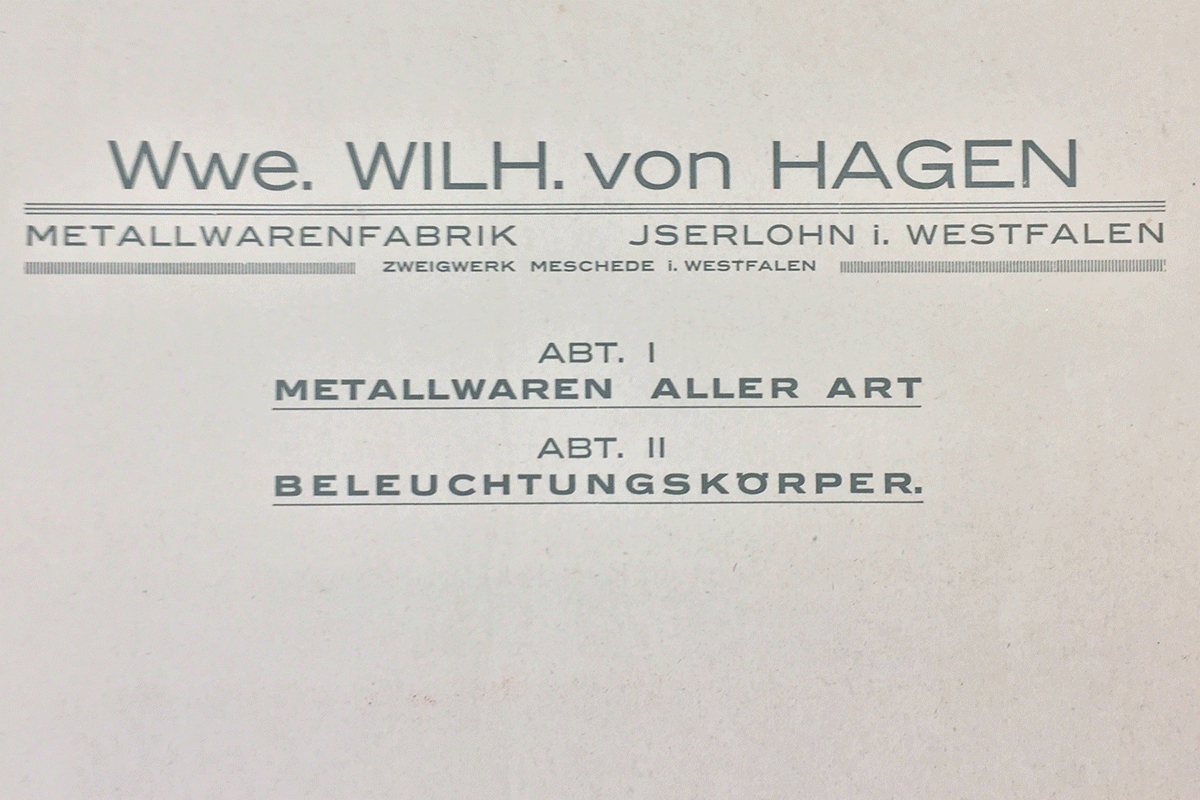 Wwe. WILH. von HAGEN
METALLWARENFABRIK JSERLOHN i. WESTFALEN
ZWEIGWERK MESCHEDE i. WESTFALEN
ABT. I
METALLWAREN ALLER ART
ABT. II
BELEUCHTUNGSKÖRPER.